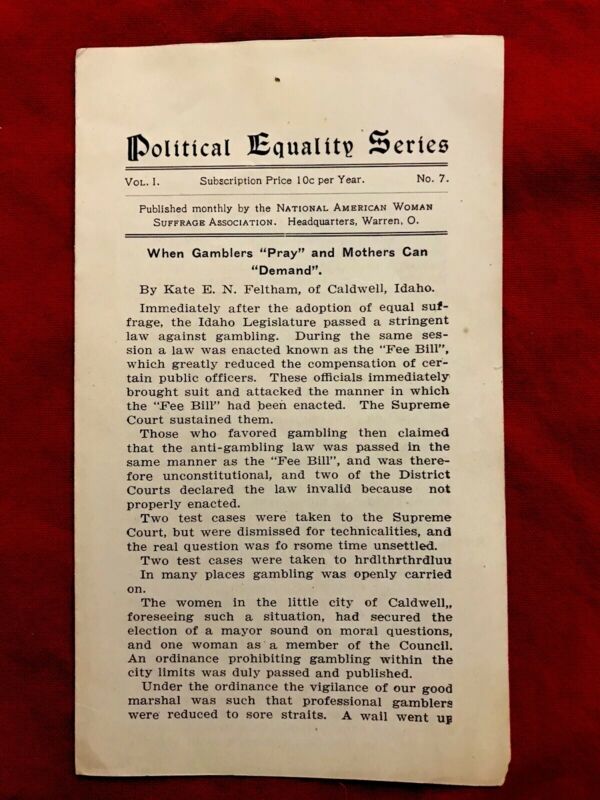 Political Equality Series
VOL. I. Subscription Price 10c per Year. No. 7.
Published monthly by the NATIONAL AMERICAN WOMAN
SUFFRAGE ASSOCIATION. Headquarters, Warren, O.
When Gamblers "Pray" and Mothers Can
"Demand".
By Kate E. N. Feltham, of Caldwell, Idaho.
Immediately after the adoption of equal suf-
frage, the Idaho Legislature passed a stringent
law against gambling. During the same ses-
sion a law was enacted known as the "Fee Bill",
which greatly reduced the compensation of cer-
tain public officers. These officials immediately
brought suit and attacked the manner in which
the "Fee Bill" had been enacted. The Supreme
Court sustained them.
Those who favored gambling then claimed
that the anti-gambling law was passed in the
same manner as the "Fee Bill", and was there-
fore unconstitutional, and two of the District
Courts declared the law invalid because not
properly enacted.
Two test cases were taken to the Supreme
Court, but were dismissed for technicalities, and
the real question was fo rsome time unsettled.
Two test cases were taken to hrdlthrthrdluu
In many places gambling was openly carried
on.
The women in the little city of Caldwell,,
foreseeing such a situation, had secured the
election of a mayor sound on moral questions,
and one woman as a member of the Council.
An ordinance prohibiting gambling within the
city limits was duly passed and published.
Under the ordinance the vigilance of our good
marshal was such that professional gamblers
were reduced to sore straits. A wail went up